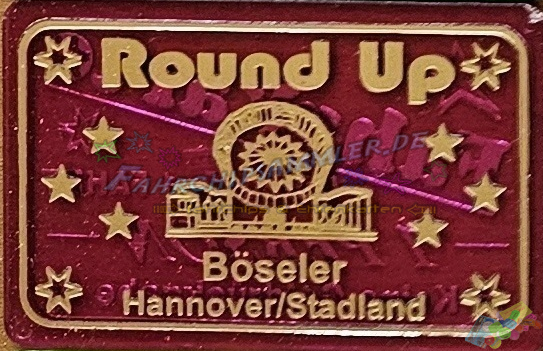 Round Up
FAHRCHIPSAMMLER.DE
Böseler
Hannover/Stadland